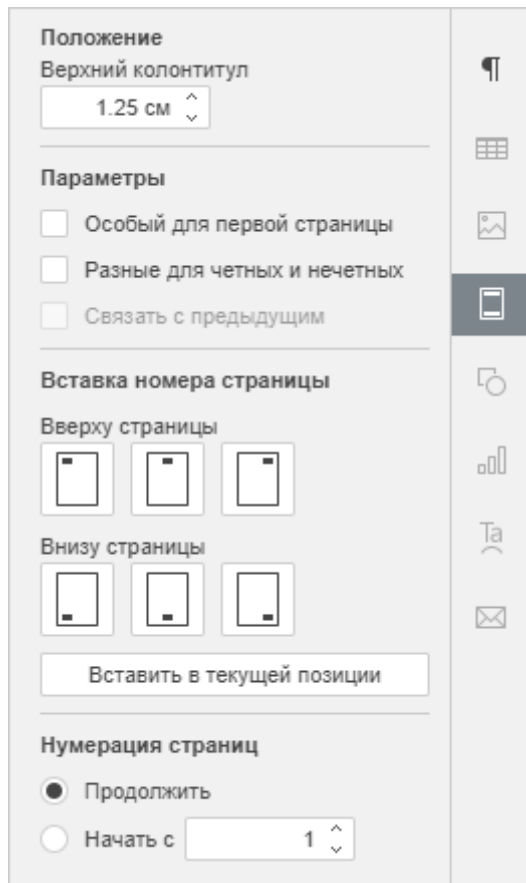 Положение
Верхний колонтитул
1.25 см
Параметры
Особый для первой страницы
Разные для четных и нечетных
Связать с предыдущим
Вставка номера страницы
Вверху страницы
Внизу страницы
Вставить в текущей позиции
Нумерация страниц
Продолжить
Начать с 1
Ta